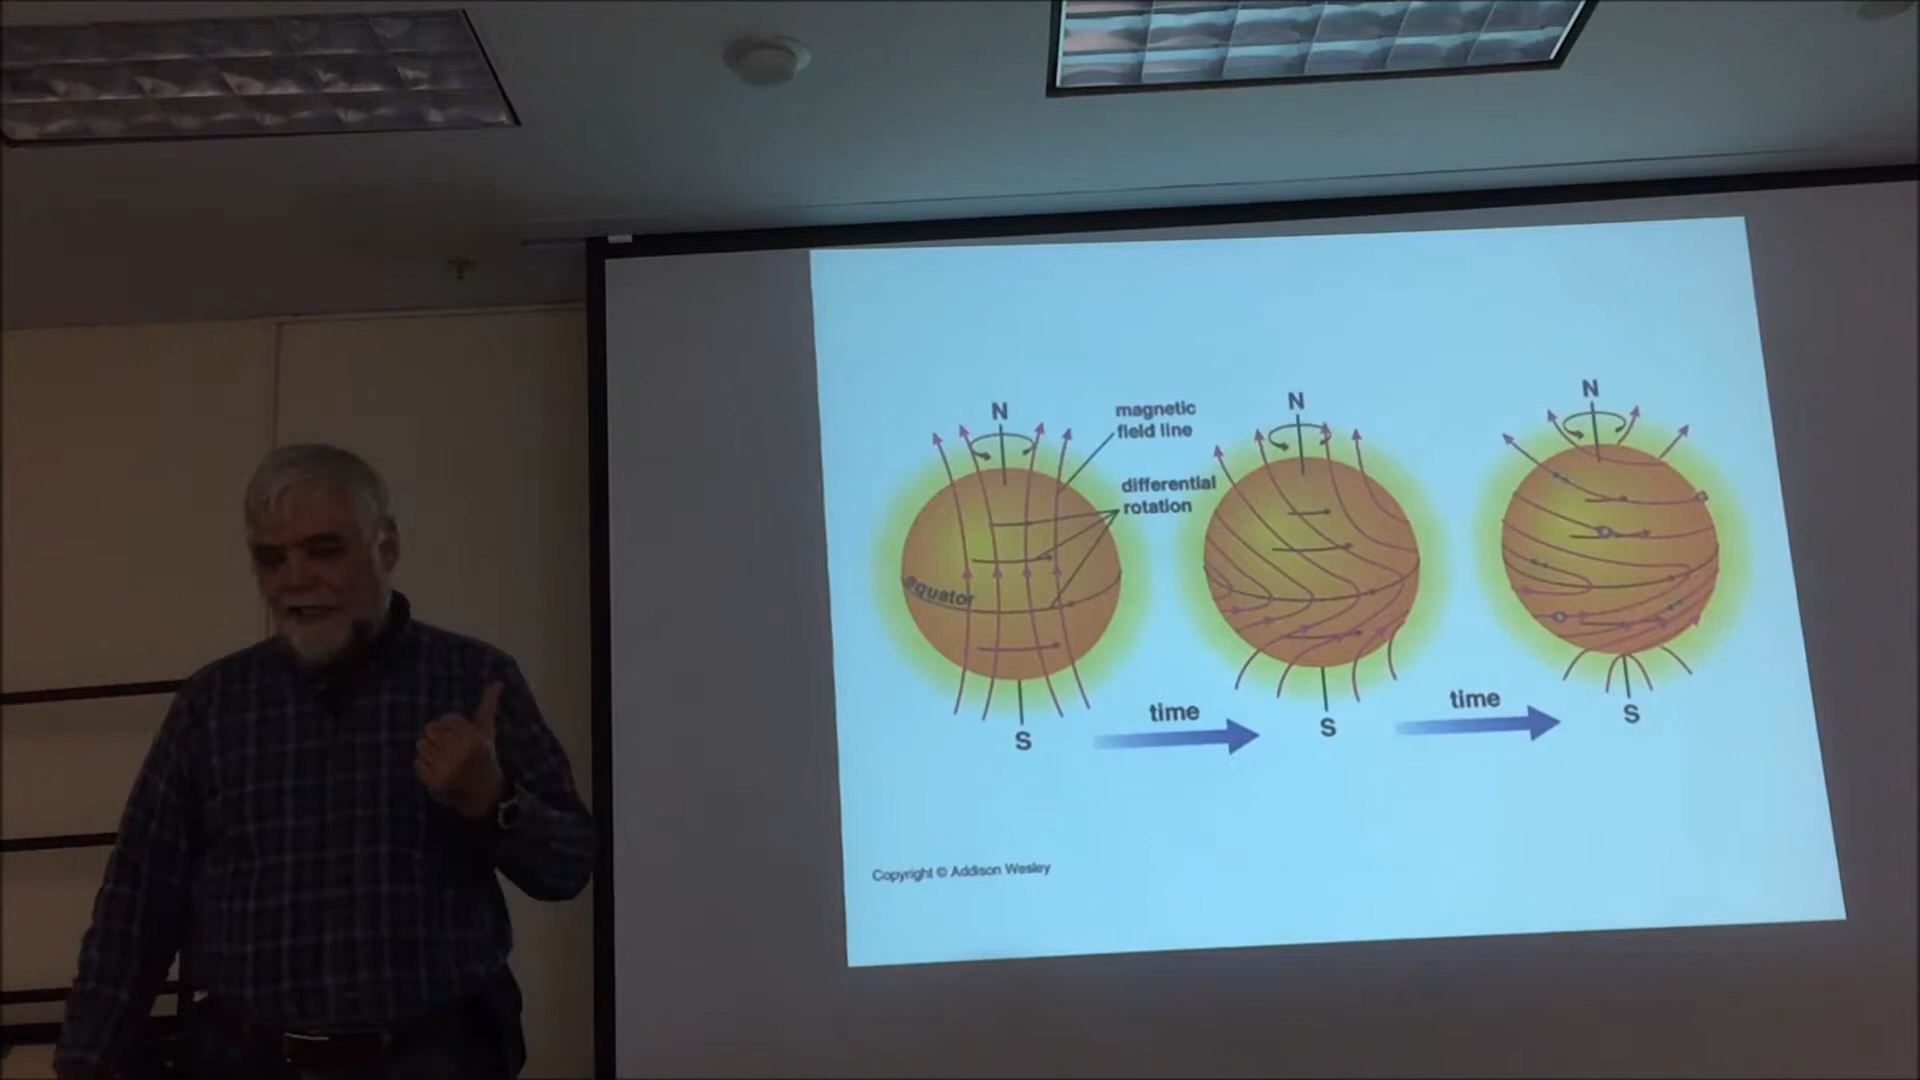 N
magnetic
field line
differential
rotation
equator
S
time
N
S
time
N
S
Copyright © Addison Wesley